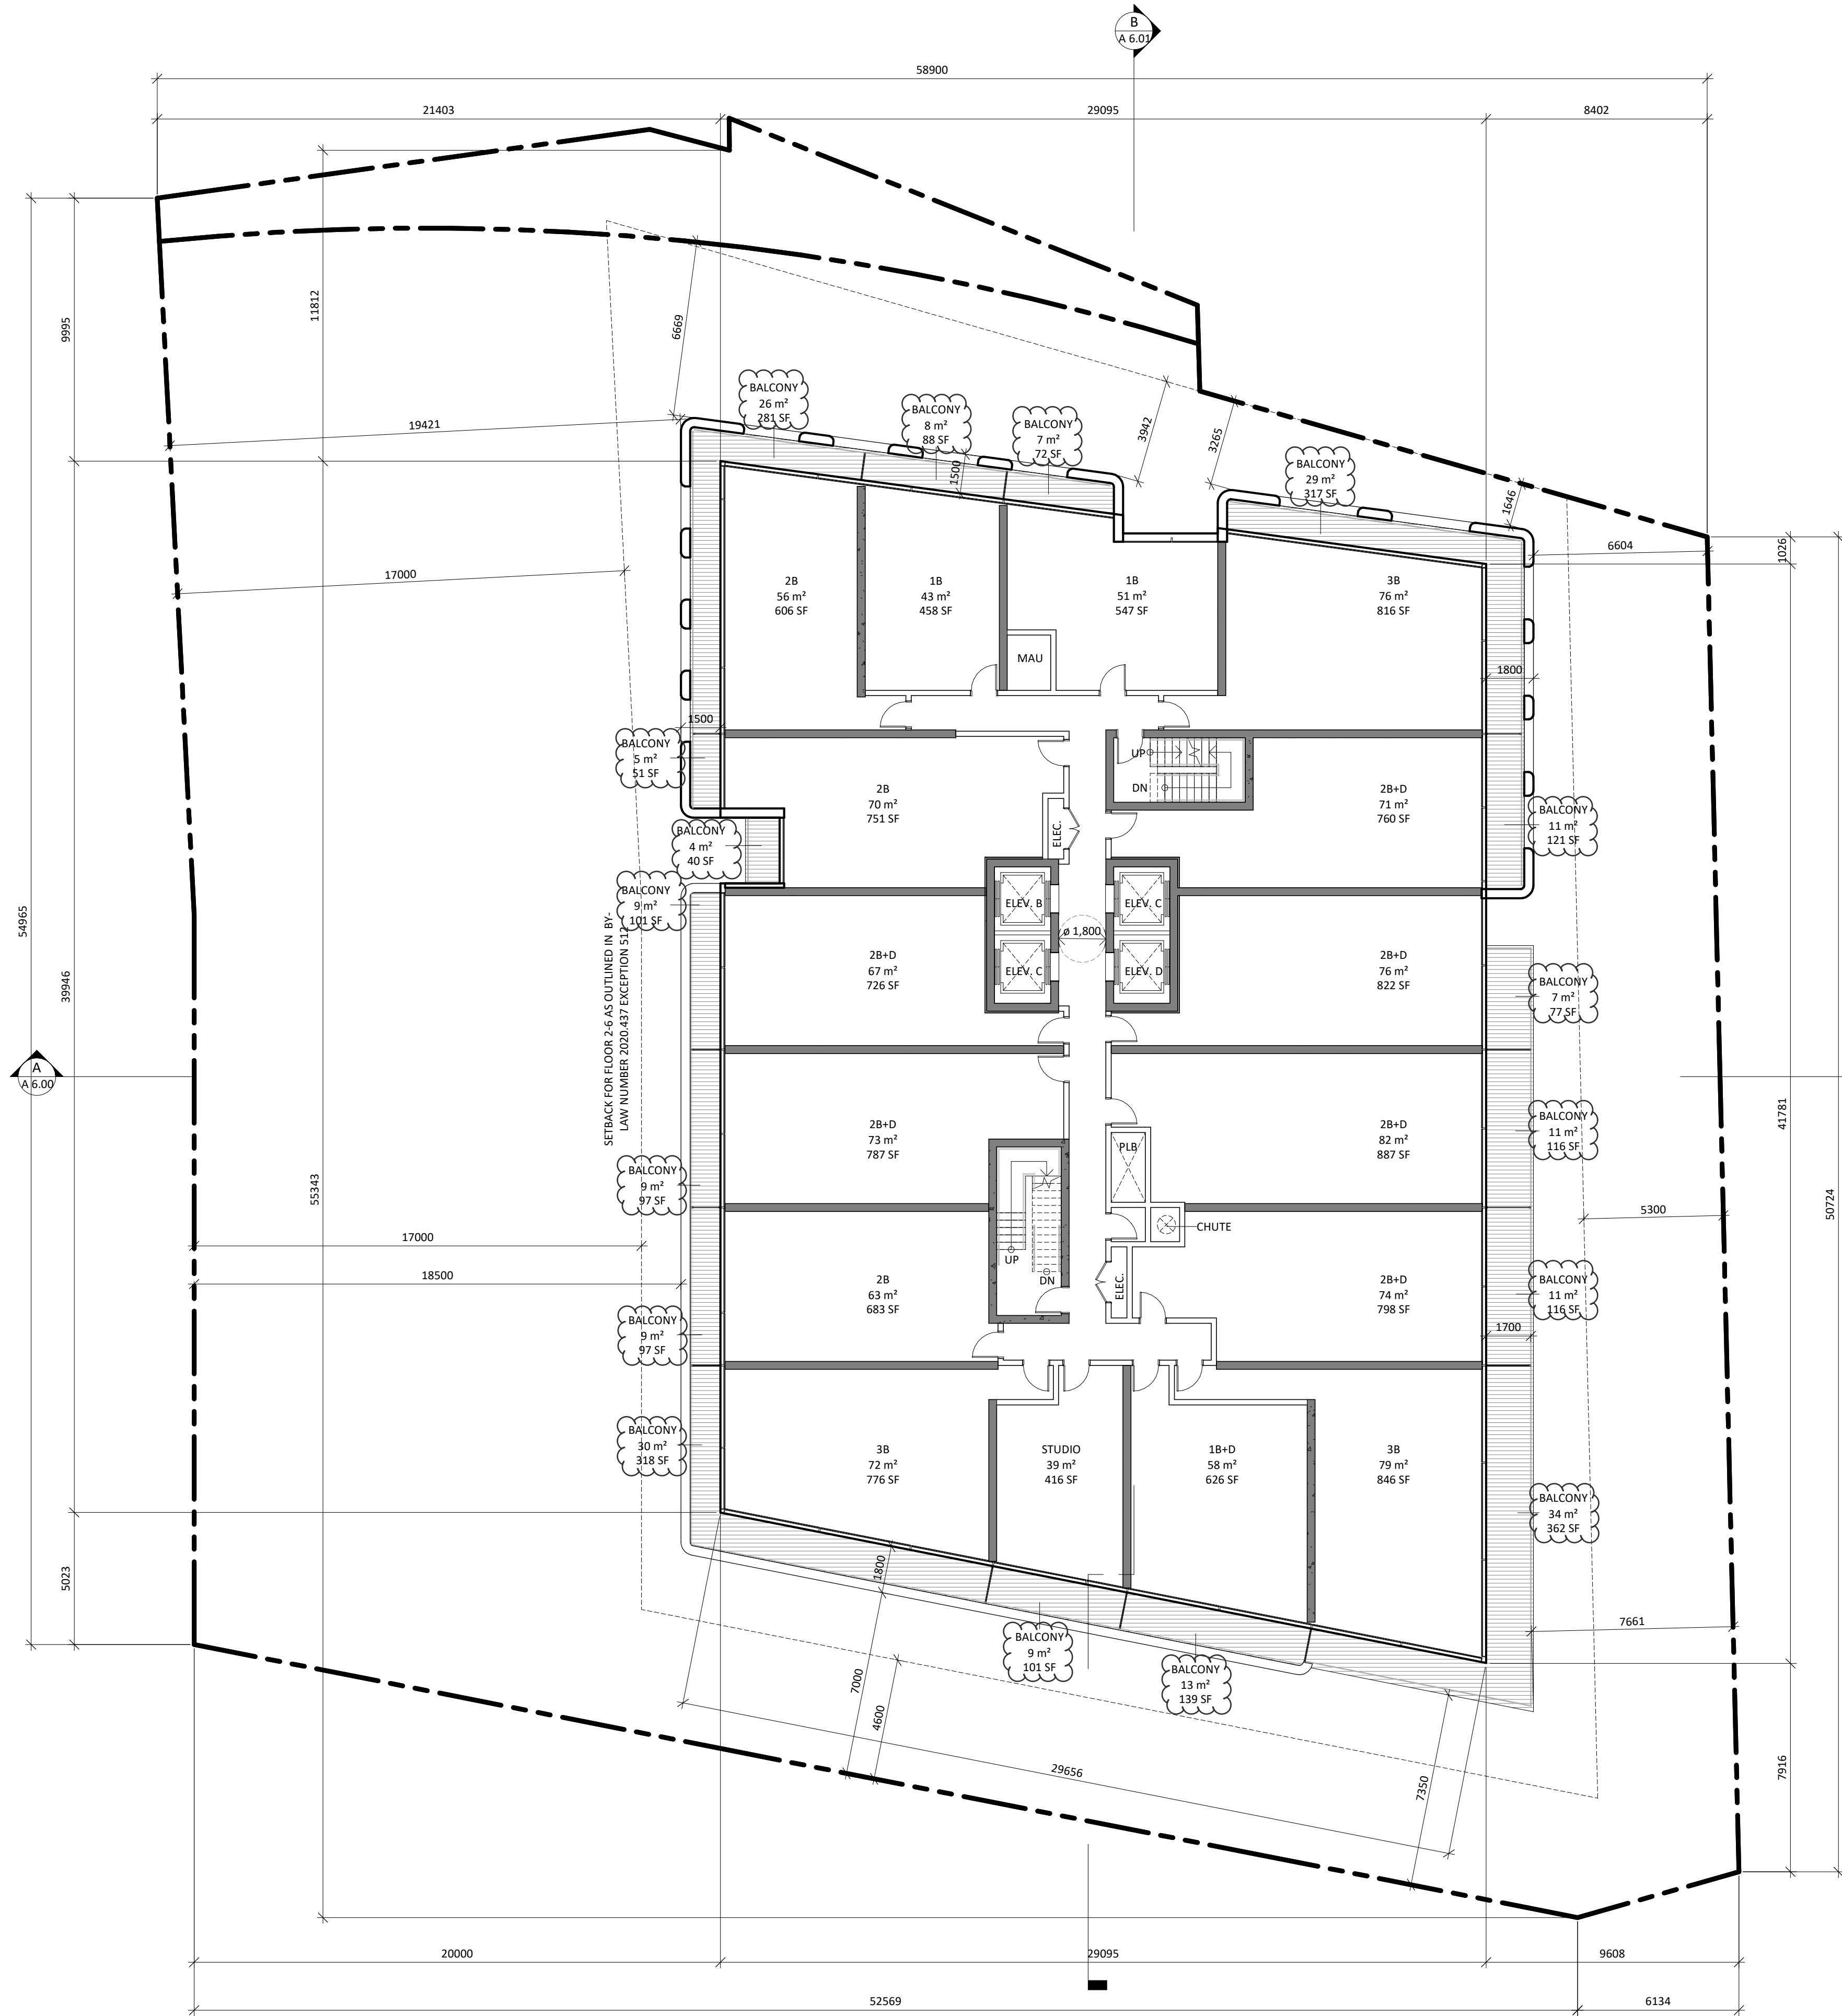 B
A 6.01
58900
21403
29095
8402
11812
9995
6669
19421
17000
BALCONY
26 m²
281 SF
BALCONY
8 m²
88 SF
BALCONY
7 m²
72 SF
1500
3942
3265
BALCONY
29 m²
317 SF
1646
6604
1026
2B
56 m²
606 SF
1B
43 m²
458 SF
1B
51 m²
547 SF
3B
76 m²
816 SF
MAU
1800
1500
BALCONY
5 m²
51 SF
2B
70 m²
751 SF
ELEC.
UP
DN
2B+D
71 m²
760 SF
BALCONY
11 m²
121 SF
BALCONY
4 m²
40 SF
BALCONY
9 m²
101 SF
ELEV. B
ELEV. C
ø 1,800
ELEV. C
ELEV. D
SETBACK FOR FLOOR 2-6 AS OUTLINED IN BY-
LAW NUMBER 2020.437 EXCEPTION 512
54965
39946
2B+D
67 m²
726 SF
2B+D
76 m²
822 SF
BALCONY
7 m²
77 SF
A
A 6.00
55343
2B+D
73 m²
787 SF
PLB
2B+D
82 m²
887 SF
BALCONY
11 m²
116 SF
41781
50724
BALCONY
9 m²
97 SF
17000
18500
CHUTE
5300
2B
63 m²
683 SF
UP
DN
ELEC.
2B+D
74 m²
798 SF
BALCONY
11 m²
116 SF
1700
BALCONY
9 m²
97 SF
BALCONY
30 m²
318 SF
3B
72 m²
776 SF
STUDIO
39 m²
416 SF
1B+D
58 m²
626 SF
3B
79 m²
846 SF
BALCONY
34 m²
362 SF
5023
1800
7661
BALCONY
9 m²
101 SF
BALCONY
13 m²
139 SF
7000
4600
29656
7350
7916
20000
29095
9608
52569
6134